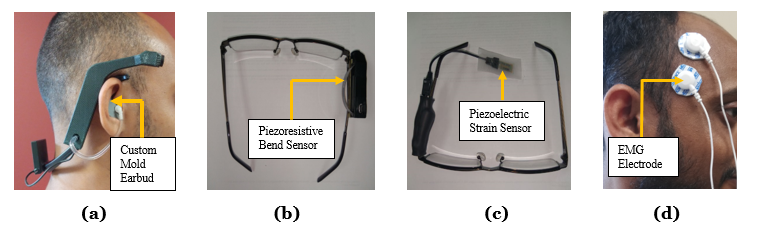 Custom
Mold
Earbud
Piezoresistive
Bend Sensor
Piezoelectric
Strain Sensor
EMG
Electrode
(a)
(b)
(c)
(d)